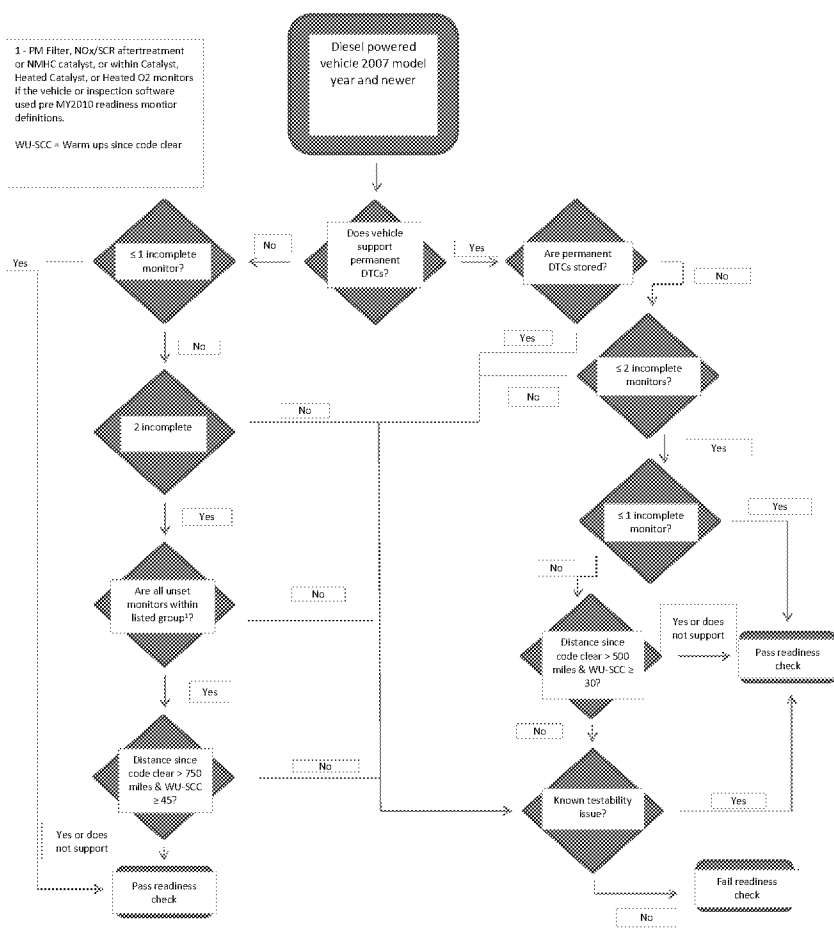 1 - PM Filter, NOx/SCR aftertreatment
or NMHC catalyst, or within Catalyst,
Heated Catalyst, or Heated O2 monitors
if the vehicle or inspection software
used pre MY2010 readiness montior
definitions.
WU-SCC = Warm ups since code clear
Diesel powered
vehicle 2007 model
year and newer
Does vehicle
support
permanent
DTCs?
No
Yes
≤ 1 incomplete
monitor?
Yes
No
Are permanent
DTCs stored?
No
Yes
≤ 2 incomplete
monitors?
No
Yes
2 incomplete
No
Yes
≤ 1 incomplete
monitor?
Yes
No
Are all unset
monitors within
listed group¹?
No
Yes
Distance since
code clear > 500
miles & WU-SCC ≥
30?
Yes or does
not support
Pass readiness
check
No
Distance since
code clear > 750
miles & WU-SCC
≥ 45?
No
Yes or does
not support
Pass readiness
check
Known testability
issue?
Yes
No
Fail readiness
check